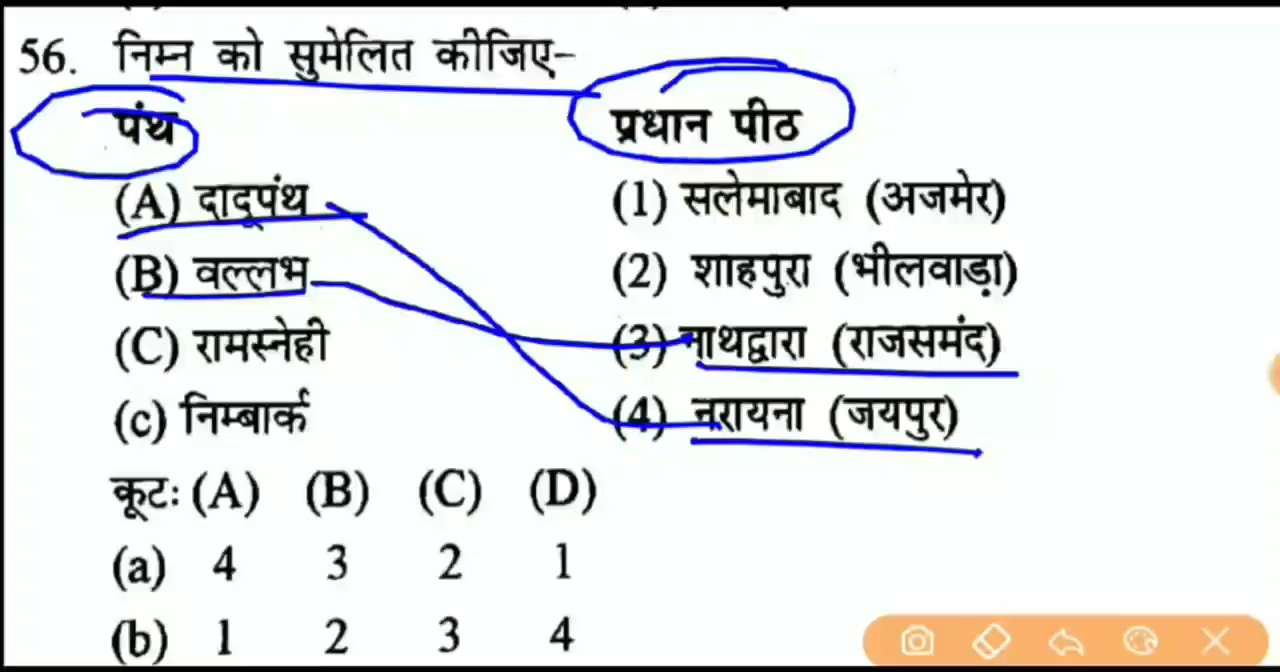 56. निम्न को सुमेलित कीजिए-
पंथ प्रधान पीठ
(A) दादूपंथ (1) सलेमाबाद (अजमेर)
(B) वल्लभ (2) शाहपुरा (भीलवाड़ा)
(C) रामस्नेही (3) नाथद्वारा (राजसमंद)
(c) निम्बार्क (4) नरायना (जयपुर)
कूटः (A) (B) (C) (D)
(a) 4 3 2 1
(b) 1 2 3 4